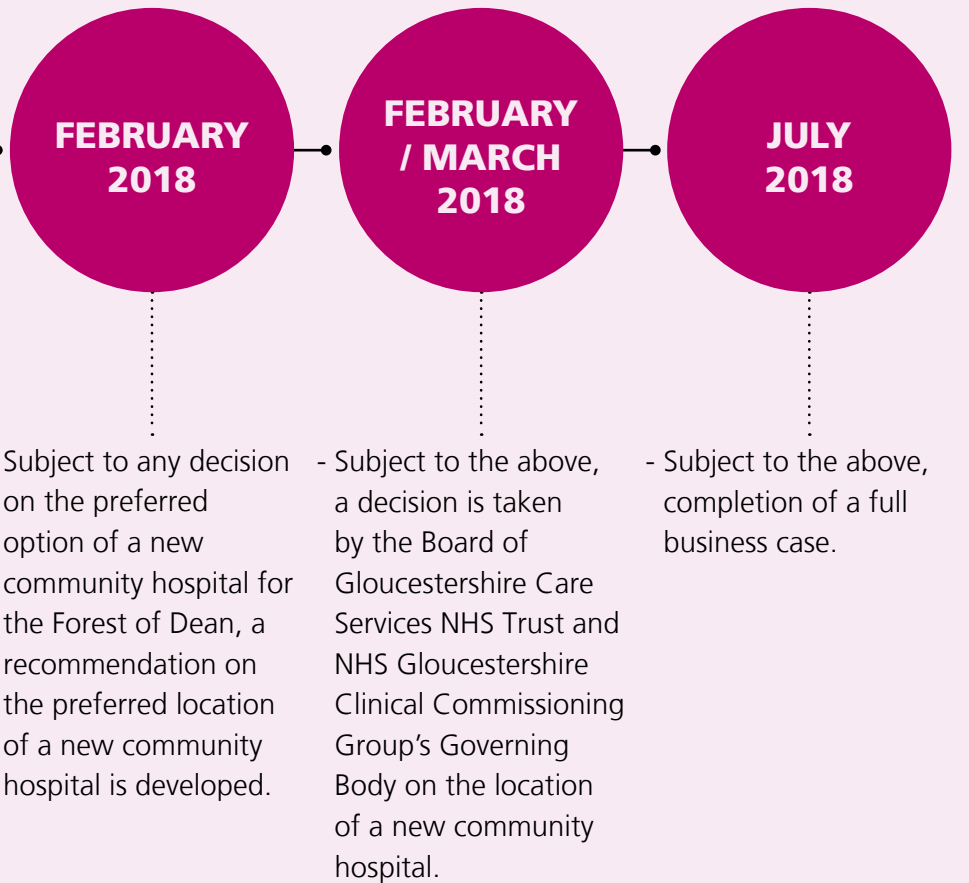 FEBRUARY
2018
Subject to any decision
on the preferred
option of a new
community hospital for
the Forest of Dean, a
recommendation on
the preferred location
of a new community
hospital is developed.
FEBRUARY
/ MARCH
2018
- Subject to the above,
a decision is taken
by the Board of
Gloucestershire Care
Services NHS Trust and
NHS Gloucestershire
Clinical Commissioning
Group's Governing
Body on the location
of a new community
hospital.
JULY
2018
- Subject to the above,
completion of a full
business case.